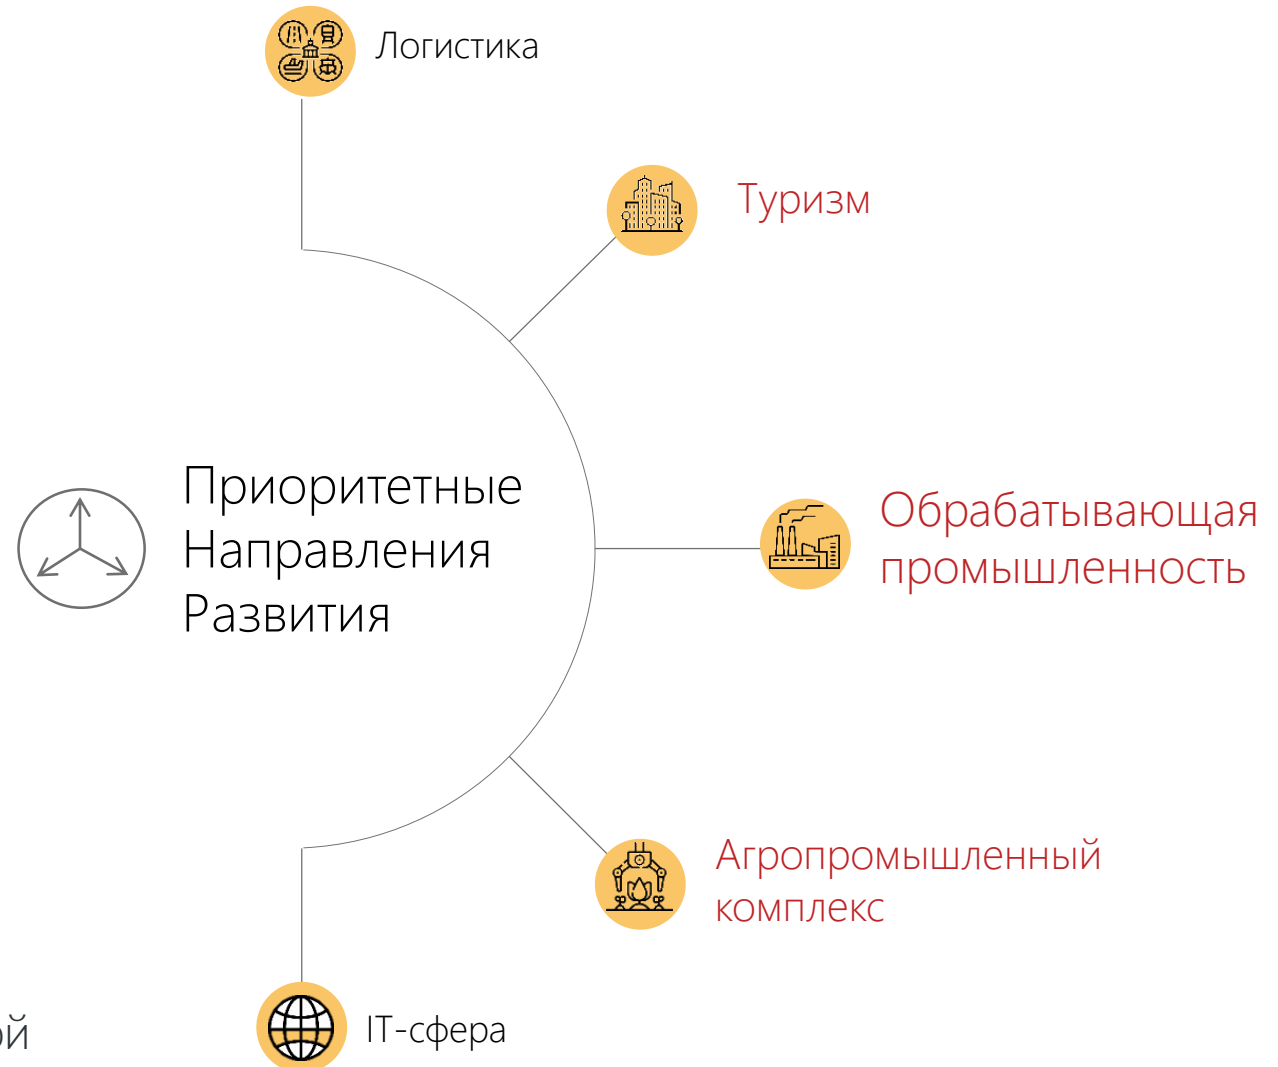 Логистика
Туризм
Приоритетные
Направления
Развития
Обрабатывающая
промышленность
Агропромышленный
комплекс
IT-сфера